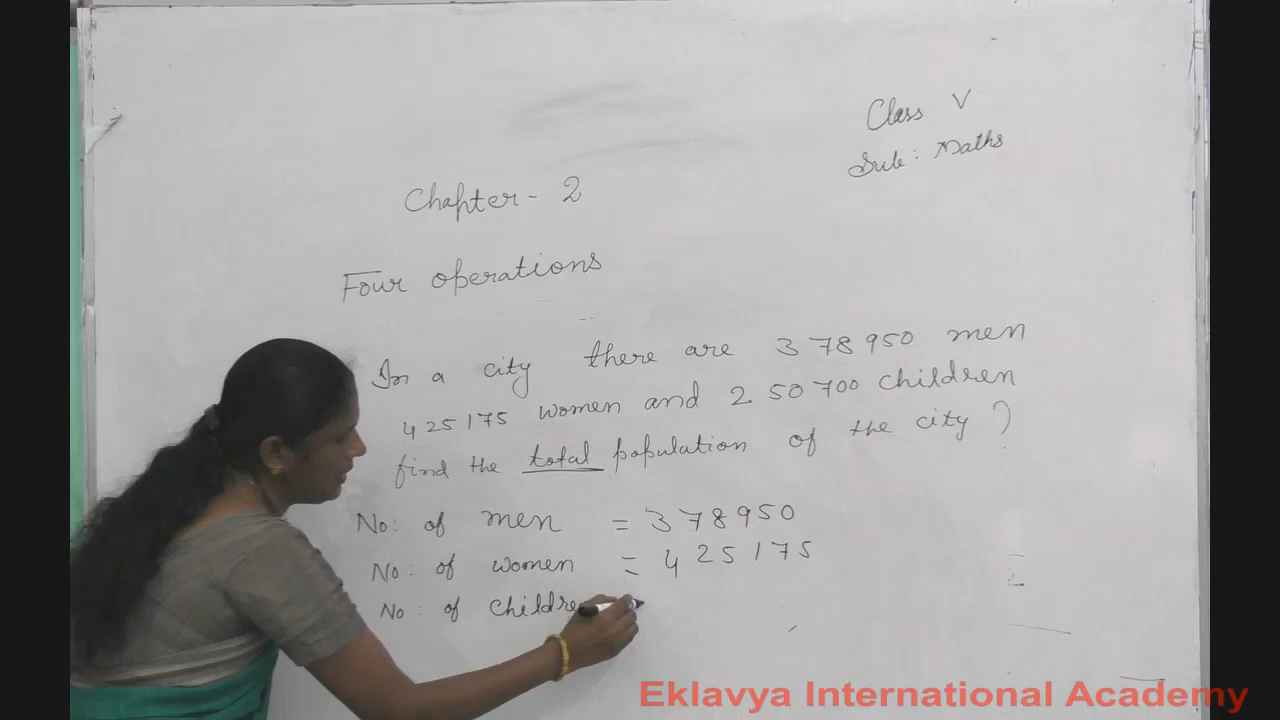 Class V
Sub: Maths
Chapter - 2
Four operations
In a city there are 378950 men
425175 women and 250700 children
find the total population of the city ?
No: of men = 378950
No: of women = 425175
No: of childre
Eklavya International Academy